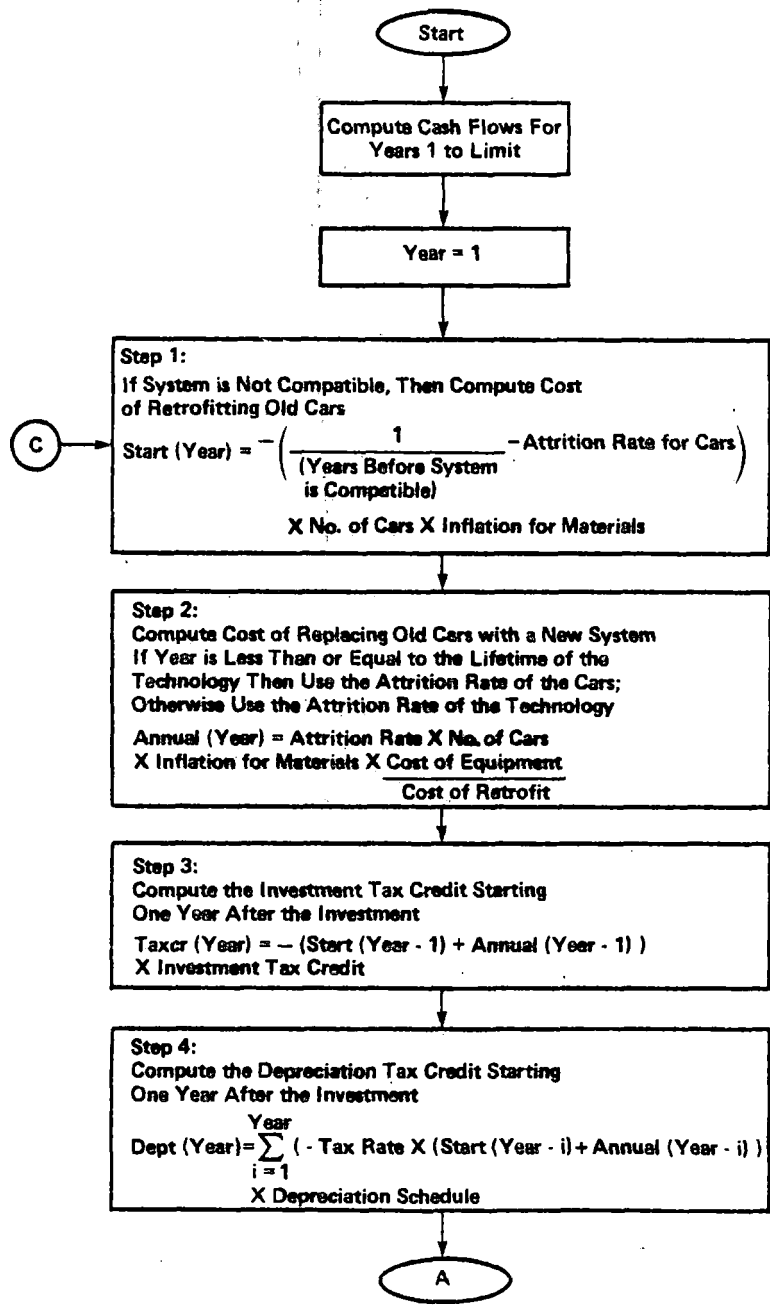 Start
Compute Cash Flows For
Years 1 to Limit
Year = 1
C
Step 1:
If System is Not Compatible, Then Compute Cost
of Retrofitting Old Cars
Start (Year) = -( 1 / (Years Before System is Compatible) - Attrition Rate for Cars )
X No. of Cars X Inflation for Materials
Step 2:
Compute Cost of Replacing Old Cars with a New System
If Year is Less Than or Equal to the Lifetime of the
Technology Then Use the Attrition Rate of the Cars;
Otherwise Use the Attrition Rate of the Technology
Annual (Year) = Attrition Rate X No. of Cars
X Inflation for Materials X Cost of Equipment
Cost of Retrofit
Step 3:
Compute the Investment Tax Credit Starting
One Year After the Investment
Taxcr (Year) = - (Start (Year - 1) + Annual (Year - 1) )
X Investment Tax Credit
Step 4:
Compute the Depreciation Tax Credit Starting
One Year After the Investment
Year
Dept (Year) = ∑ ( - Tax Rate X (Start (Year - i) + Annual (Year - i) )
i = 1
X Depreciation Schedule
A